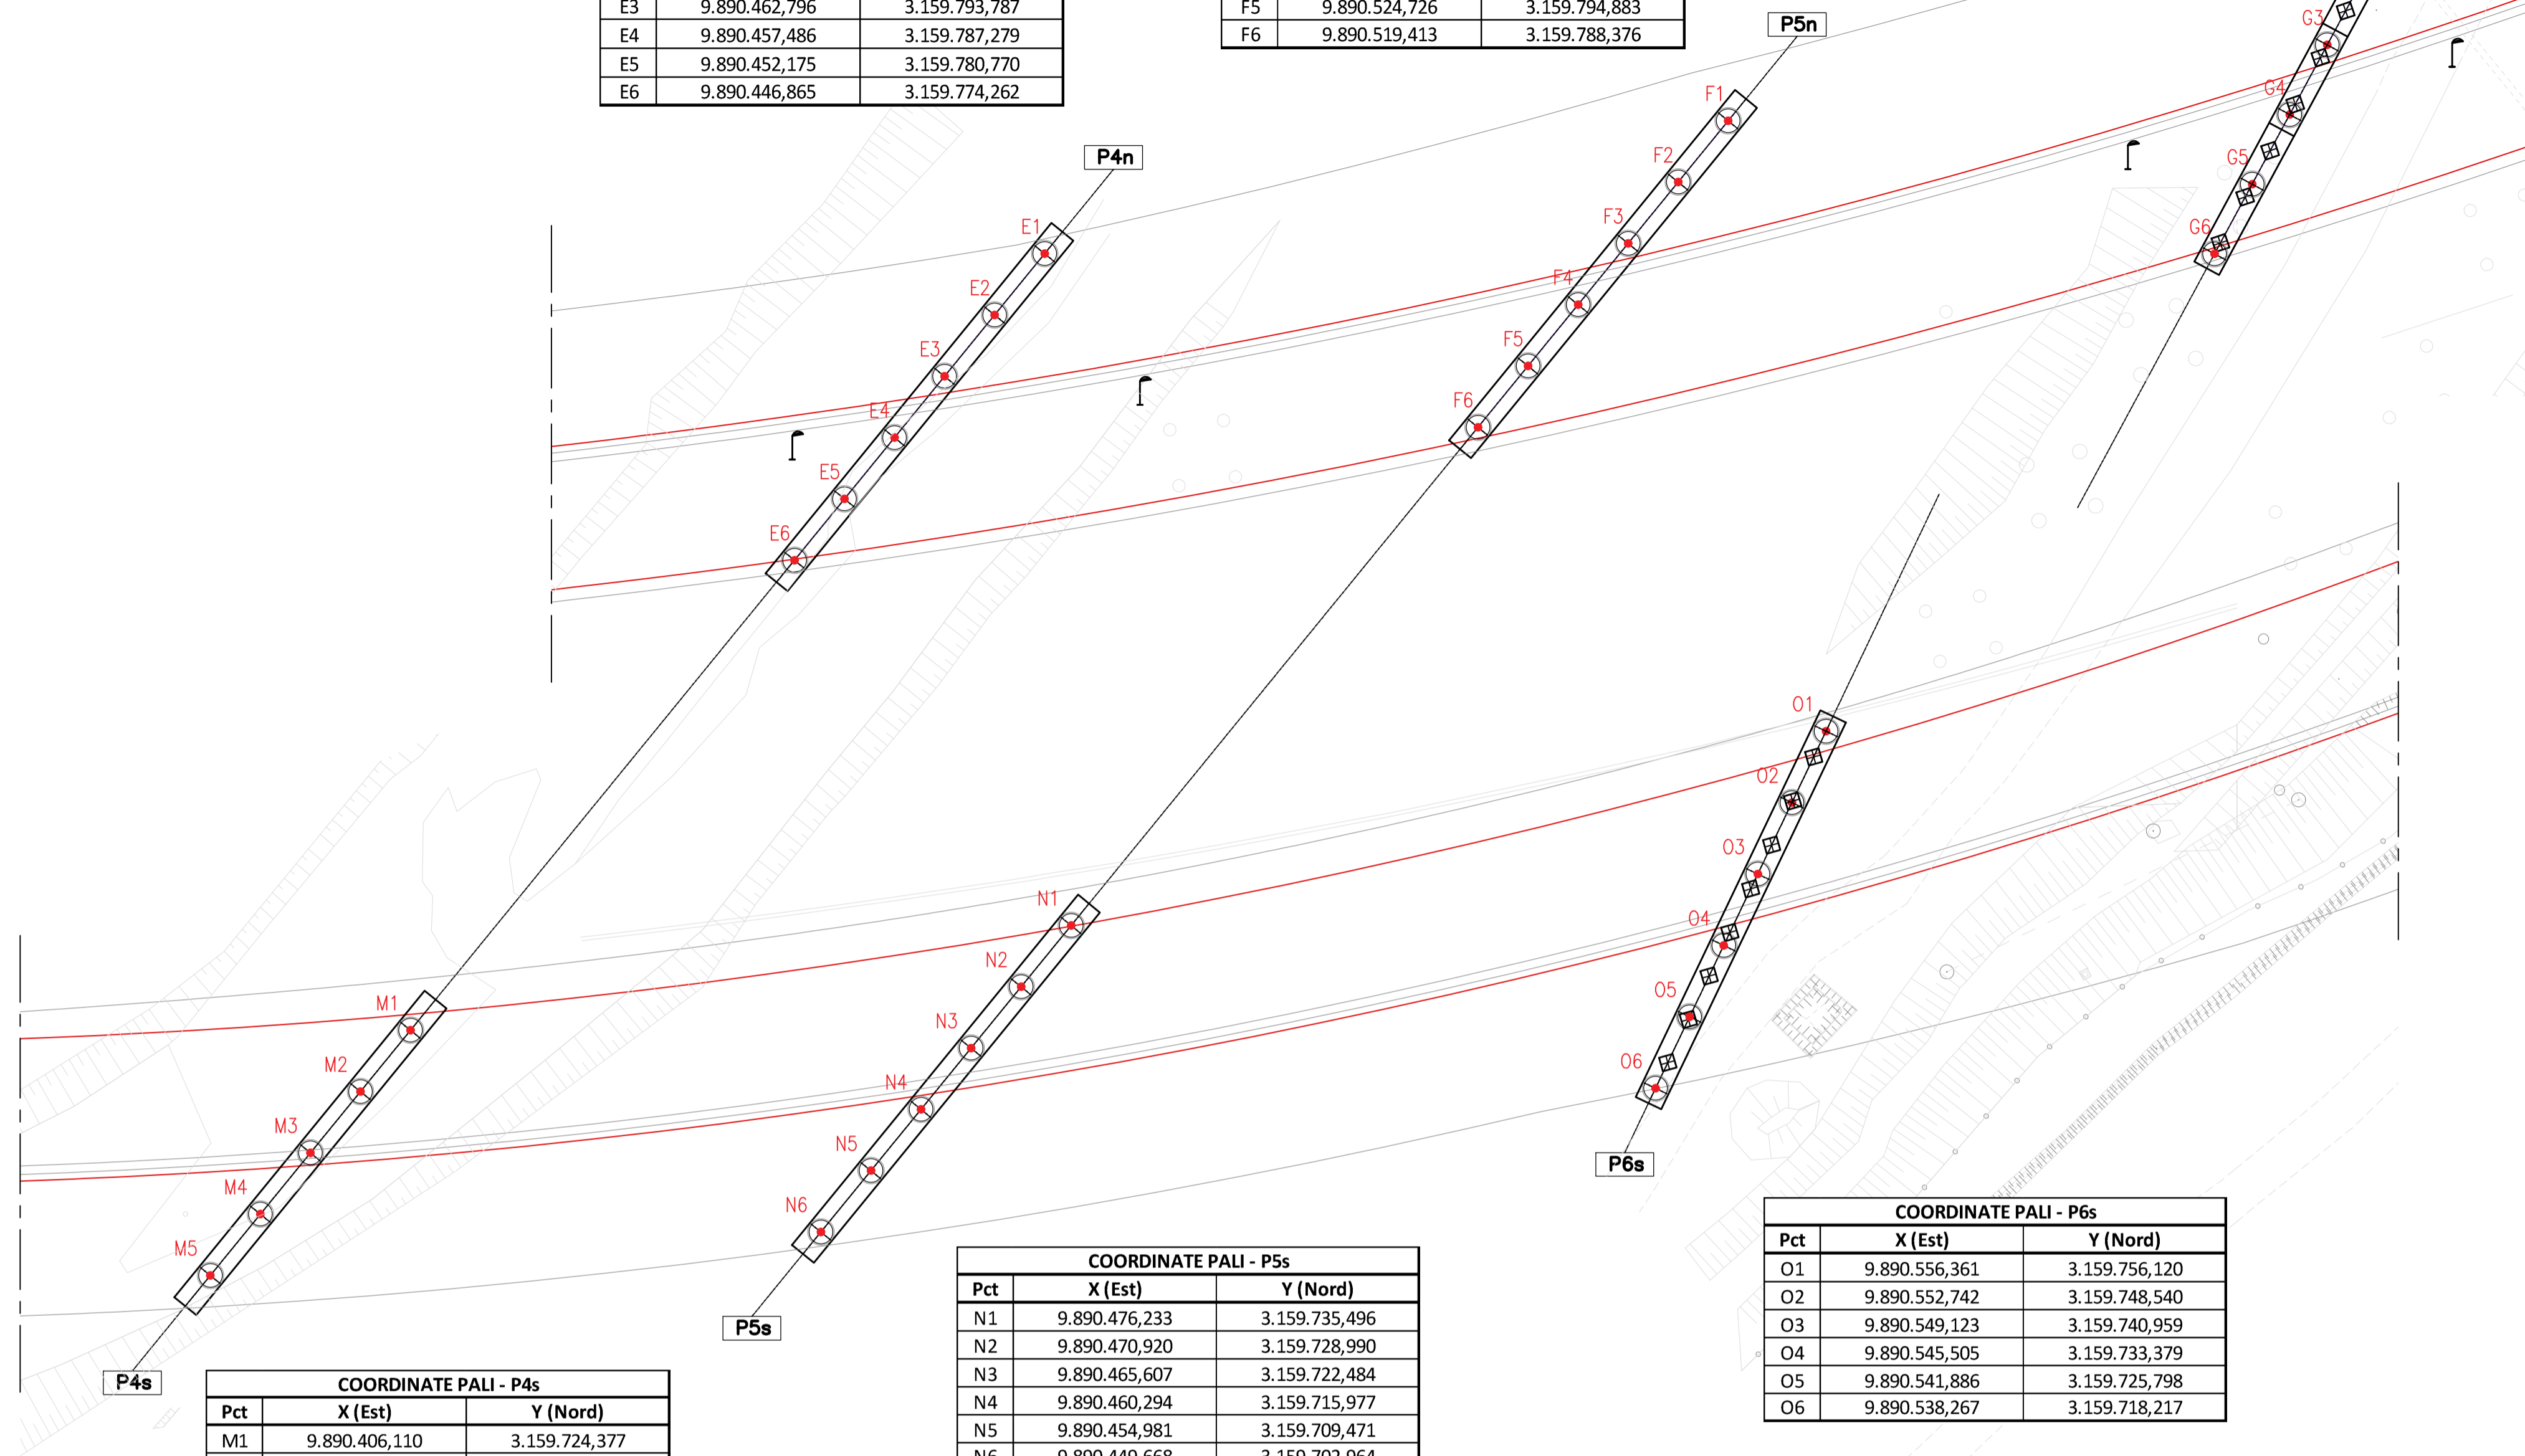 E3 9.890.462,796 3.159.793,787
E4 9.890.457,486 3.159.787,279
E5 9.890.452,175 3.159.780,770
E6 9.890.446,865 3.159.774,262
F5 9.890.524,726 3.159.794,883
F6 9.890.519,413 3.159.788,376
P5n
G3
G4
G5
G6
F1
F2
F3
F4
F5
F6
P4n
E1
E2
E3
E4
E5
E6
O1
O2
O3
O4
O5
O6
P6s
N1
N2
N3
N4
N5
N6
P5s
M1
M2
M3
M4
M5
P4s
COORDINATE PALI - P6s
Pct X (Est) Y (Nord)
O1 9.890.556,361 3.159.756,120
O2 9.890.552,742 3.159.748,540
O3 9.890.549,123 3.159.740,959
O4 9.890.545,505 3.159.733,379
O5 9.890.541,886 3.159.725,798
O6 9.890.538,267 3.159.718,217
COORDINATE PALI - P5s
Pct X (Est) Y (Nord)
N1 9.890.476,233 3.159.735,496
N2 9.890.470,920 3.159.728,990
N3 9.890.465,607 3.159.722,484
N4 9.890.460,294 3.159.715,977
N5 9.890.454,981 3.159.709,471
N6 9.890.449,668 3.159.702,964
COORDINATE PALI - P4s
Pct X (Est) Y (Nord)
M1 9.890.406,110 3.159.724,377